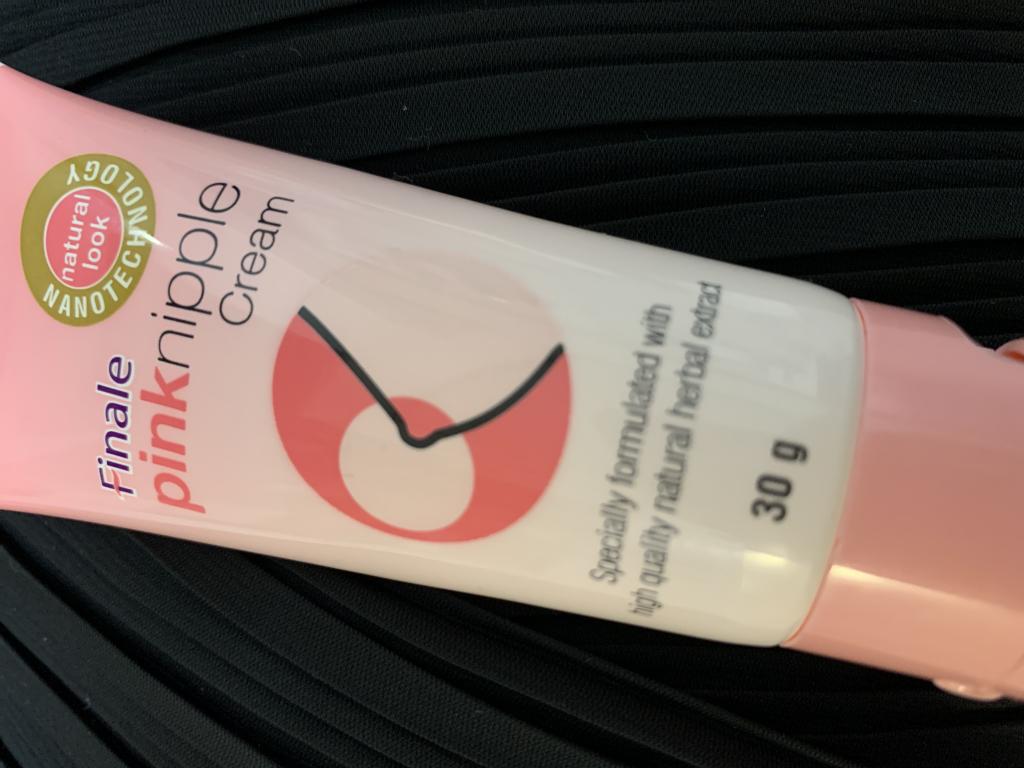 Finale
pinknipple
Cream
NANOTECHNOLOGY
natural
look
Specially formulated with
high quality natural herbal extract
30 g